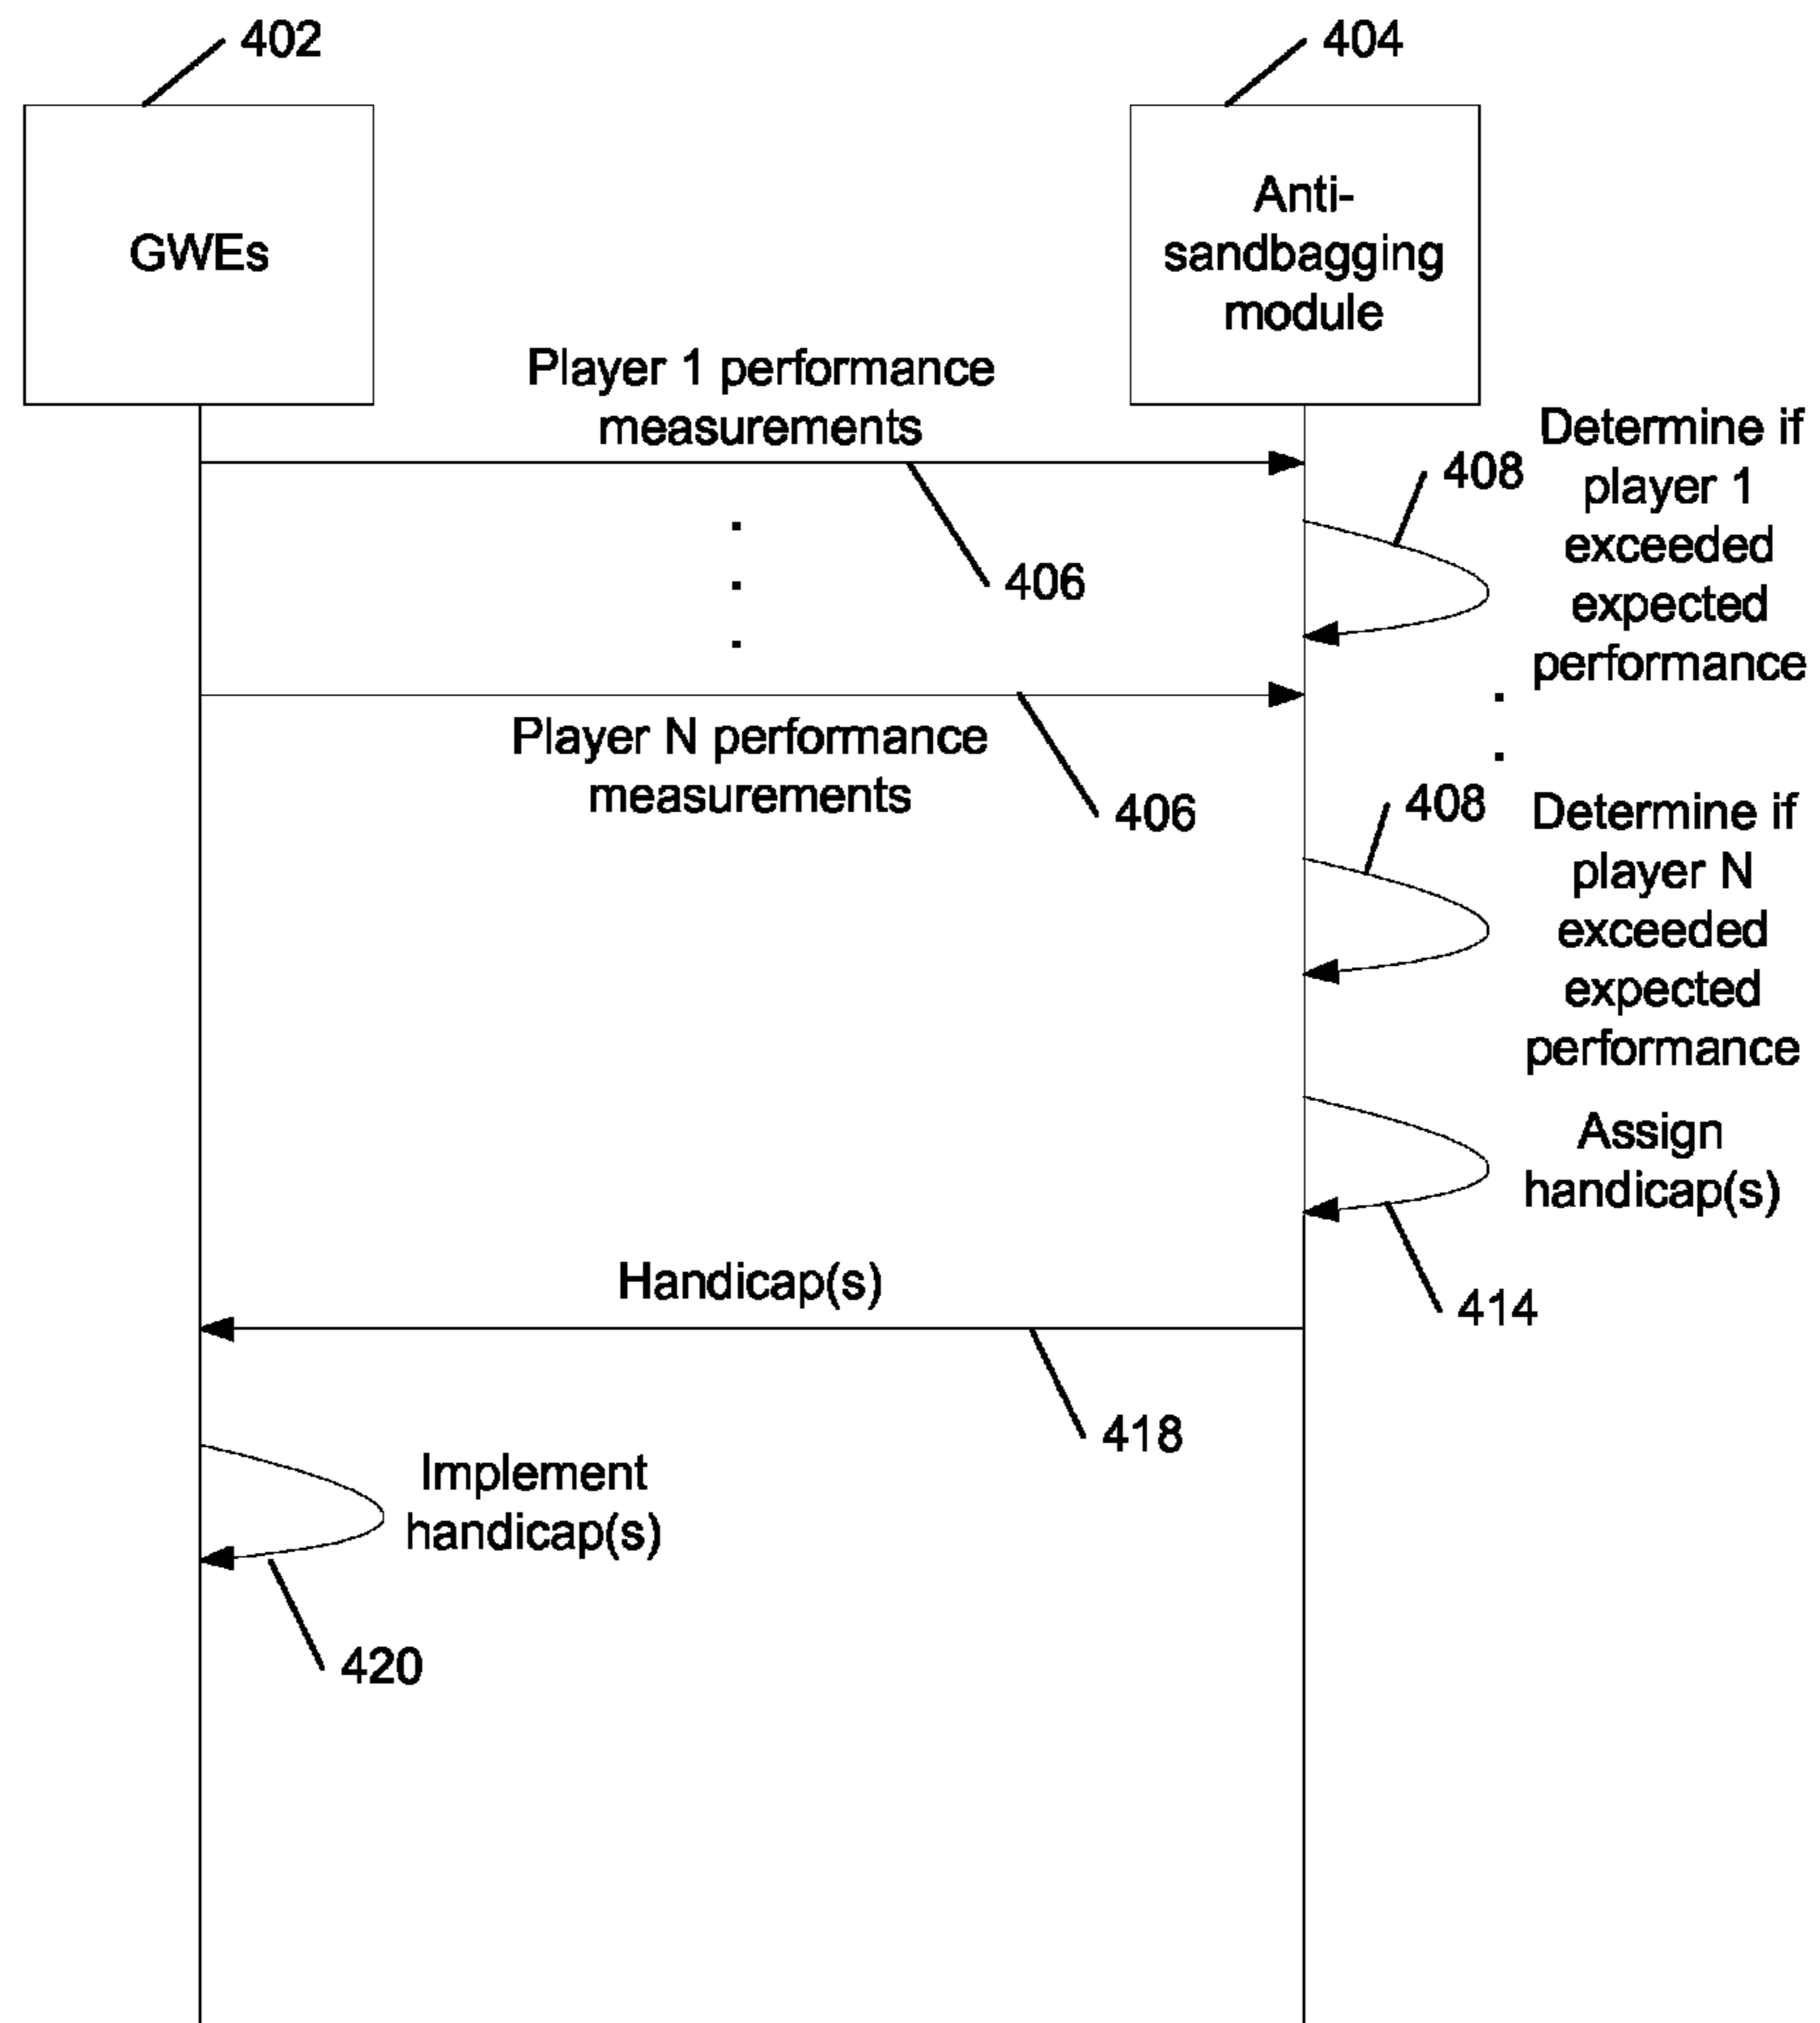 402
404
GWEs
Anti-
sandbagging
module
Player 1 performance
measurements
406
408
Determine if
player 1
exceeded
expected
performance
Player N performance
measurements
406
408
Determine if
player N
exceeded
expected
performance
Assign
handicap(s)
414
Handicap(s)
418
Implement
handicap(s)
420